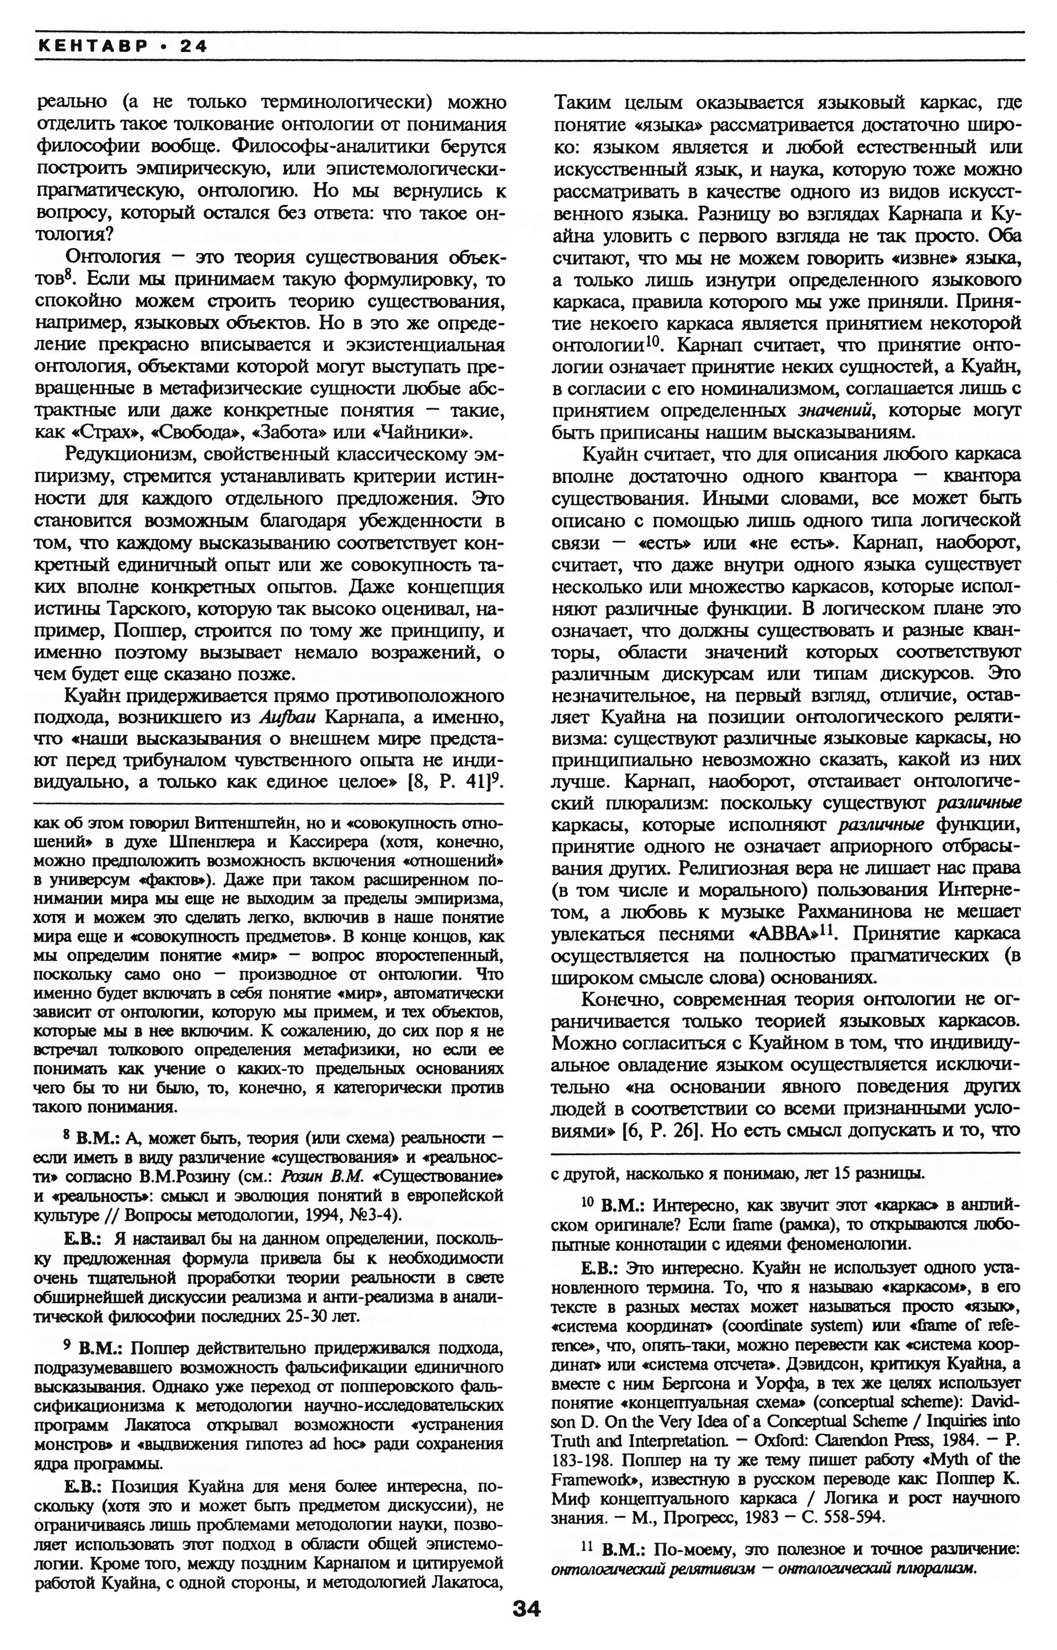 КЕНТАВР • 24
реально (а не только терминологически) можно
отделить такое толкование онтологии от понимания
философии вообще. Философы-аналитики берутся
построить эмпирическую, или эпистемологически-
прагматическую, онтологию. Но мы вернулись к
вопросу, который остался без ответа: что такое он-
тология?
Онтология — это теория существования объек-
тов⁸. Если мы принимаем такую формулировку, то
спокойно можем строить теорию существования,
например, языковых объектов. Но в это же опреде-
ление прекрасно вписывается и экзистенциальная
онтология, объектами которой могут выступать пре-
вращенные в метафизические сущности любые абс-
трактные или даже конкретные понятия — такие,
как «Страх», «Свобода», «Забота» или «Чайники».
Редукционизм, свойственный классическому эм-
пиризму, стремится устанавливать критерии истин-
ности для каждого отдельного предложения. Это
становится возможным благодаря убежденности в
том, что каждому высказыванию соответствует кон-
кретный единичный опыт или же совокупность та-
ких вполне конкретных опытов. Даже концепция
истины Тарского, которую так высоко оценивал, на-
пример, Поппер, строится по тому же принципу, и
именно поэтому вызывает немало возражений, о
чем будет еще сказано позже.
Куайн придерживается прямо противоположного
подхода, возникшего из Aufbau Карнапа, а именно,
что «наши высказывания о внешнем мире предста-
ют перед трибуналом чувственного опыта не инди-
видуально, а только как единое целое» [8, P. 41]⁹.
как об этом говорил Витгенштейн, но и «совокупность отно-
шений» в духе Шпенглера и Кассирера (хотя, конечно,
можно предположить возможность включения «отношений»
в универсум «фактов»). Даже при таком расширенном по-
нимании мира мы еще не выходим за пределы эмпиризма,
хотя и можем это сделать легко, включив в наше понятие
мира еще и «совокупность предметов». В конце концов, как
мы определим понятие «мир» — вопрос второстепенный,
поскольку само оно — производное от онтологии. Что
именно будет включать в себя понятие «мир», автоматически
зависит от онтологии, которую мы примем, и тех объектов,
которые мы в нее включим. К сожалению, до сих пор я не
встречал толкового определения метафизики, но если ее
понимать как учение о каких-то предельных основаниях
чего бы то ни было, то, конечно, я категорически против
такого понимания.
⁸ В.М.: А, может быть, теория (или схема) реальности —
если иметь в виду различение «существования» и «реальнос-
ти» согласно В.М.Розину (см.: Розин В.М. «Существование»
и «реальность»: смысл и эволюция понятий в европейской
культуре // Вопросы методологии, 1994, №3-4).
Е.В.: Я настаивал бы на данном определении, посколь-
ку предложенная формула привела бы к необходимости
очень тщательной проработки теории реальности в свете
обширнейшей дискуссии реализма и анти-реализма в анали-
тической философии последних 25-30 лет.
⁹ В.М.: Поппер действительно придерживался подхода,
подразумевавшего возможность фальсификации единичного
высказывания. Однако уже переход от попперовского фаль-
сификационизма к методологии научно-исследовательских
программ Лакатоса открывал возможности «устранения
монстров» и «выдвижения гипотез ad hoc» ради сохранения
ядра программы.
Е.В.: Позиция Куайна для меня более интересна, по-
скольку (хотя это и может быть предметом дискуссии), не
ограничиваясь лишь проблемами методологии науки, позво-
ляет использовать этот подход в области общей эпистемо-
логии. Кроме того, между поздним Карнапом и цитируемой
работой Куайна, с одной стороны, и методологией Лакатоса,
Таким целым оказывается языковый каркас, где
понятие «языка» рассматривается достаточно широ-
ко: языком является и любой естественный или
искусственный язык, и наука, которую тоже можно
рассматривать в качестве одного из видов искусст-
венного языка. Разницу во взглядах Карнапа и Ку-
айна уловить с первого взгляда не так просто. Оба
считают, что мы не можем говорить «извне» языка,
а только лишь изнутри определенного языкового
каркаса, правила которого мы уже приняли. Приня-
тие некоего каркаса является принятием некоторой
онтологии¹⁰. Карнап считает, что принятие онто-
логии означает принятие неких сущностей, а Куайн,
в согласии с его номинализмом, соглашается лишь с
принятием определенных значений, которые могут
быть приписаны нашим высказываниям.
Куайн считает, что для описания любого каркаса
вполне достаточно одного квантора — квантора
существования. Иными словами, все может быть
описано с помощью лишь одного типа логической
связи — «есть» или «не есть». Карнап, наоборот,
считает, что даже внутри одного языка существует
несколько или множество каркасов, которые испол-
няют различные функции. В логическом плане это
означает, что должны существовать и разные кван-
торы, области значений которых соответствуют
различным дискурсам или типам дискурсов. Это
незначительное, на первый взгляд, отличие, остав-
ляет Куайна на позиции онтологического реляти-
визма: существуют различные языковые каркасы, но
принципиально невозможно сказать, какой из них
лучше. Карнап, наоборот, отстаивает онтологиче-
ский плюрализм: поскольку существуют различные
каркасы, которые исполняют различные функции,
принятие одного не означает априорного отбрасы-
вания других. Религиозная вера не лишает нас права
(в том числе и морального) пользования Интерне-
том, а любовь к музыке Рахманинова не мешает
увлекаться песнями «АВВА»¹¹. Принятие каркаса
осуществляется на полностью прагматических (в
широком смысле слова) основаниях.
Конечно, современная теория онтологии не ог-
раничивается только теорией языковых каркасов.
Можно согласиться с Куайном в том, что индивиду-
альное овладение языком осуществляется исключи-
тельно «на основании явного поведения других
людей в соответствии со всеми признанными усло-
виями» [6, P. 26]. Но есть смысл допускать и то, что
с другой, насколько я понимаю, лет 15 разницы.
¹⁰ В.М.: Интересно, как звучит этот «каркас» в англий-
ском оригинале? Если frame (рамка), то открываются любо-
пытные коннотации с идеями феноменологии.
Е.В.: Это интересно. Куайн не использует одного уста-
новленного термина. То, что я называю «каркасом», в его
тексте в разных местах может называться просто «язык»,
«система координат» (coordinate system) или «frame of refe-
rence», что, опять-таки, можно перевести как «система коор-
динат» или «система отсчета». Дэвидсон, критикуя Куайна, а
вместе с ним Бергсона и Уорфа, в тех же целях использует
понятие «концептуальная схема» (conceptual scheme): David-
son D. On the Very Idea of a Conceptual Scheme / Inquiries into
Truth and Interpretation. — Oxford: Clarendon Press, 1984. — P.
183-198. Поппер на ту же тему пишет работу «Myth of the
Framework», известную в русском переводе как: Поппер К.
Миф концептуального каркаса / Логика и рост научного
знания. — М., Прогресс, 1983 — С. 558-594.
¹¹ В.М.: По-моему, это полезное и точное различение:
онтологический релятивизм — онтологический плюрализм.
34